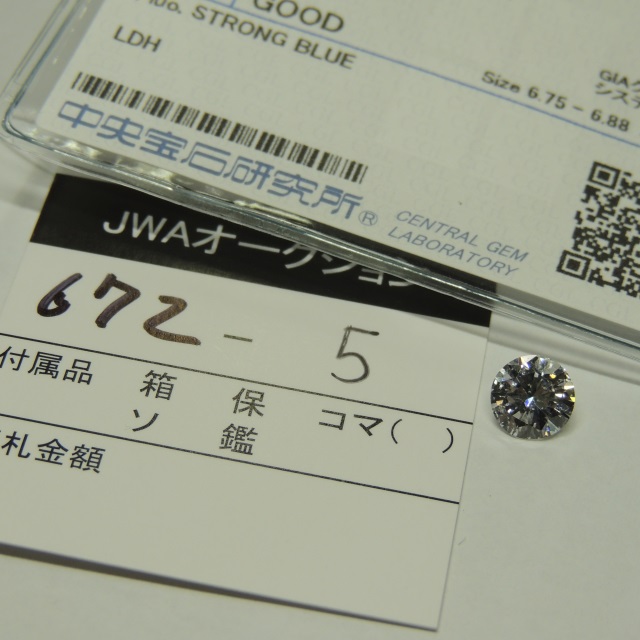 GOOD
STRONG BLUE
LDH
Size 6.75 - 6.88
中央宝石研究所®
CENTRAL GEM
LABORATORY
JWAオークション
672 - 5
付属品 箱 保 コマ( )
ソ 鑑
札金額